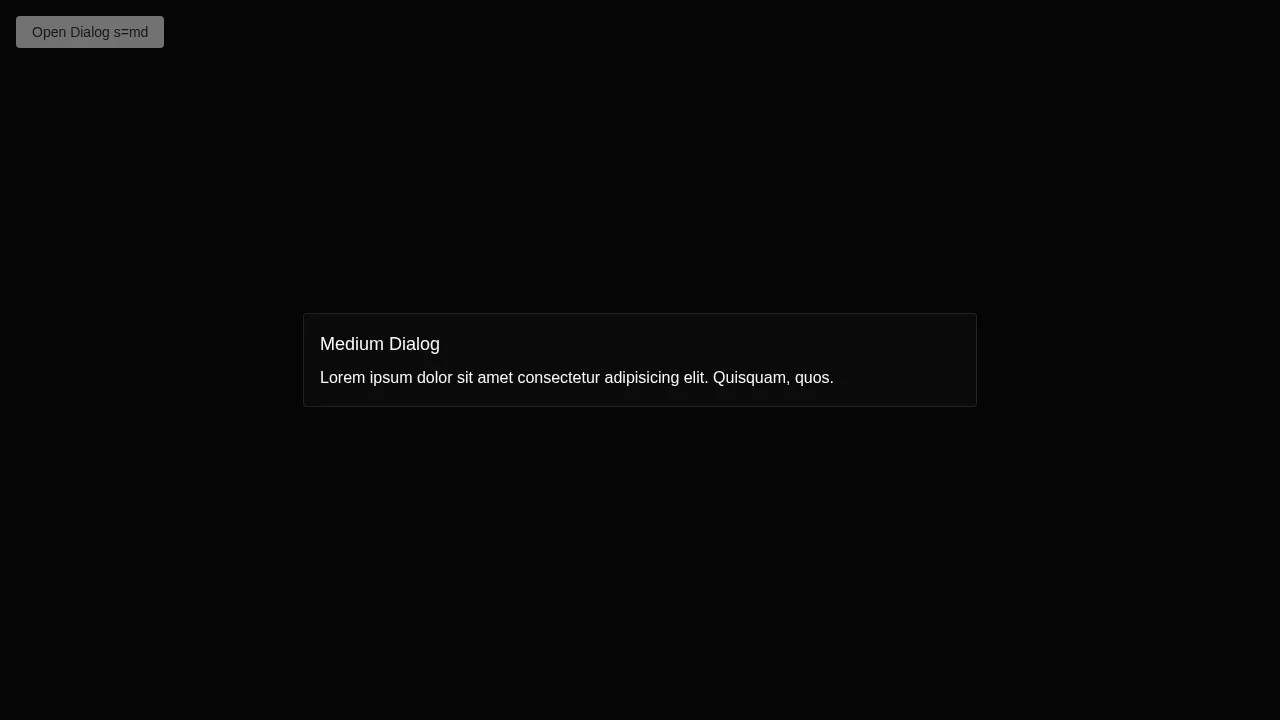 Open Dialog s=md
Medium Dialog
Lorem ipsum dolor sit amet consectetur adipisicing elit. Quisquam, quos.